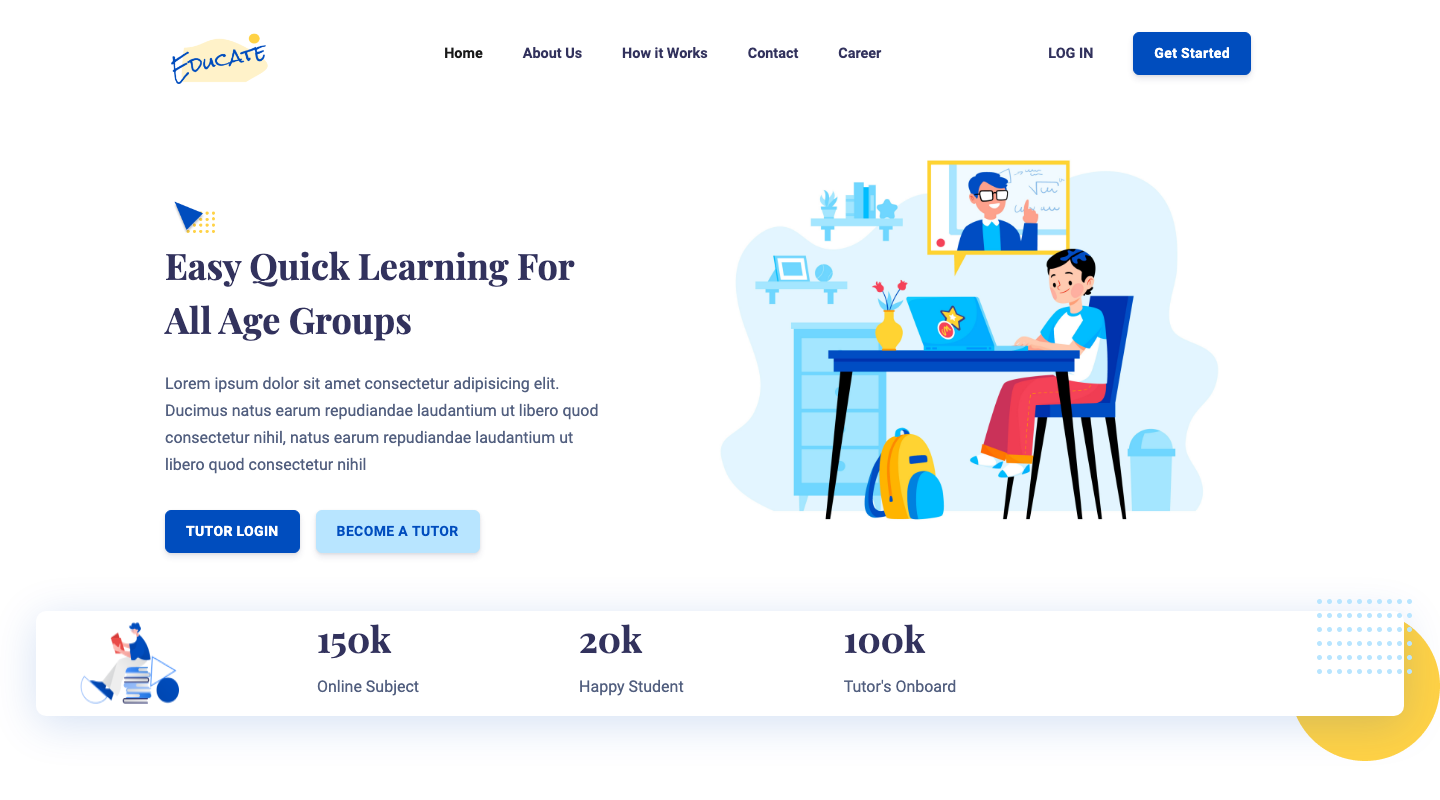 EDUCATE
Home
About Us
How it Works
Contact
Career
LOG IN
Get Started
Easy Quick Learning For
All Age Groups
Lorem ipsum dolor sit amet consectetur adipisicing elit.
Ducimus natus earum repudiandae laudantium ut libero quod
consectetur nihil, natus earum repudiandae laudantium ut
libero quod consectetur nihil
TUTOR LOGIN
BECOME A TUTOR
150k
Online Subject
20k
Happy Student
100k
Tutor's Onboard